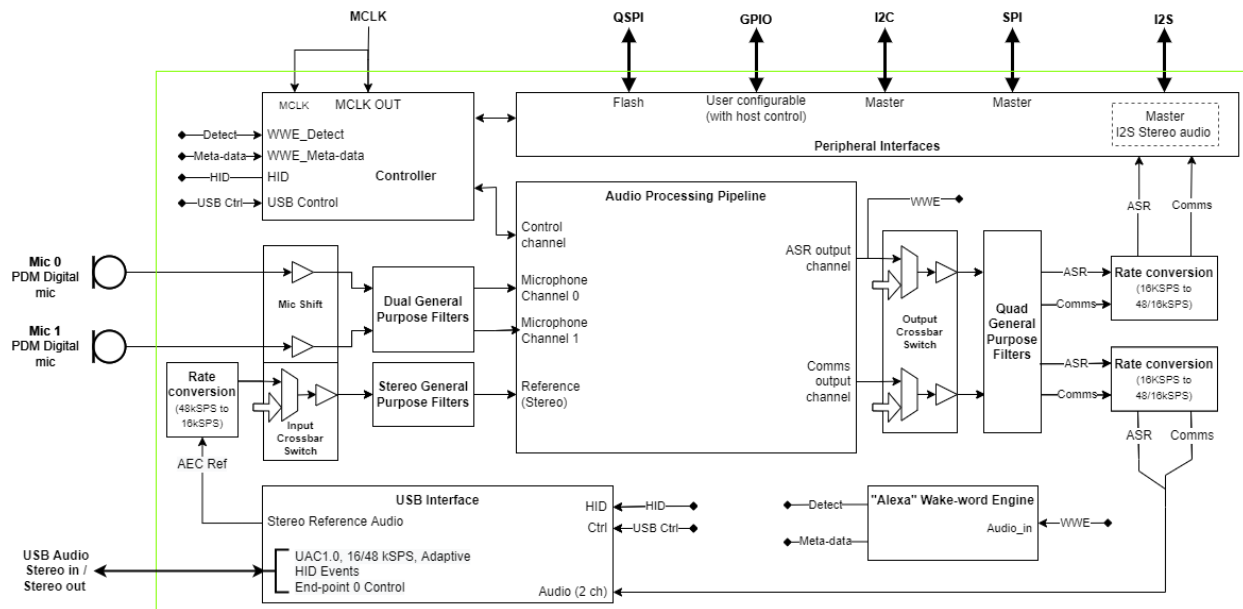 MCLK
QSPI
GPIO
I2C
SPI
I2S
MCLK
MCLK OUT
Detect
WWE_Detect
Meta-data
WWE_Meta-data
HID
HID
Controller
USB Ctrl
USB Control
Flash
User configurable
(with host control)
Master
Master
Master
I2S Stereo audio
Peripheral Interfaces
Audio Processing Pipeline
Control
channel
Microphone
Channel 0
Microphone
Channel 1
Reference
(Stereo)
ASR output
channel
Comms
output
channel
WWE
Mic 0
PDM Digital
mic
Mic 1
PDM Digital
mic
Mic Shift
Dual General
Purpose Filters
Rate
conversion
(48kSPS to
16kSPS)
Input
Crossbar
Switch
Stereo General
Purpose Filters
AEC Ref
Output
Crossbar
Switch
Quad
General
Purpose
Filters
ASR
Comms
ASR
Comms
ASR
Comms
Rate conversion
(16KSPS to
48/16kSPS)
Rate conversion
(16KSPS to
48/16kSPS)
ASR
Comms
USB Interface
Stereo Reference Audio
HID
HID
Ctrl
USB Ctrl
UAC1.0, 16/48 kSPS, Adaptive
HID Events
End-point 0 Control
Audio (2 ch)
USB Audio
Stereo in /
Stereo out
"Alexa" Wake-word Engine
Detect
Audio_in
WWE
Meta-data